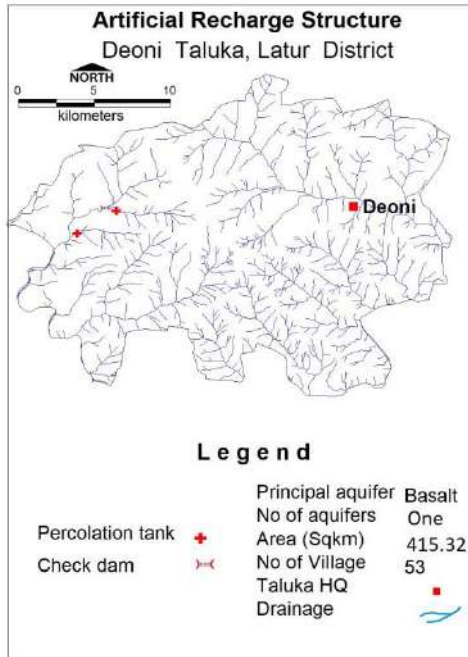 Artificial Recharge Structure
Deoni Taluka, Latur District
NORTH
0 5 10
kilometers
Deoni
Legend
Percolation tank
Check dam
Principal aquifer Basalt
No of aquifers One
Area (Sqkm) 415.32
No of Village 53
Taluka HQ
Drainage